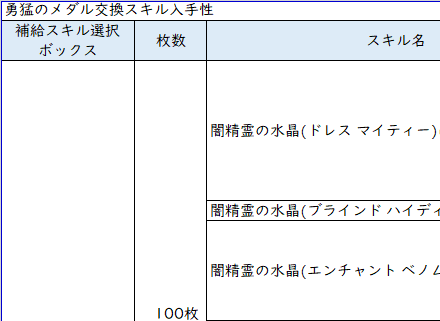 勇猛のメダル交換スキル入手性
補給スキル選択
ボックス
枚数
スキル名
闇精霊の水晶(ドレス マイティー)
闇精霊の水晶(ブラインド ハイディ
闇精霊の水晶(エンチャント ベノム
100枚